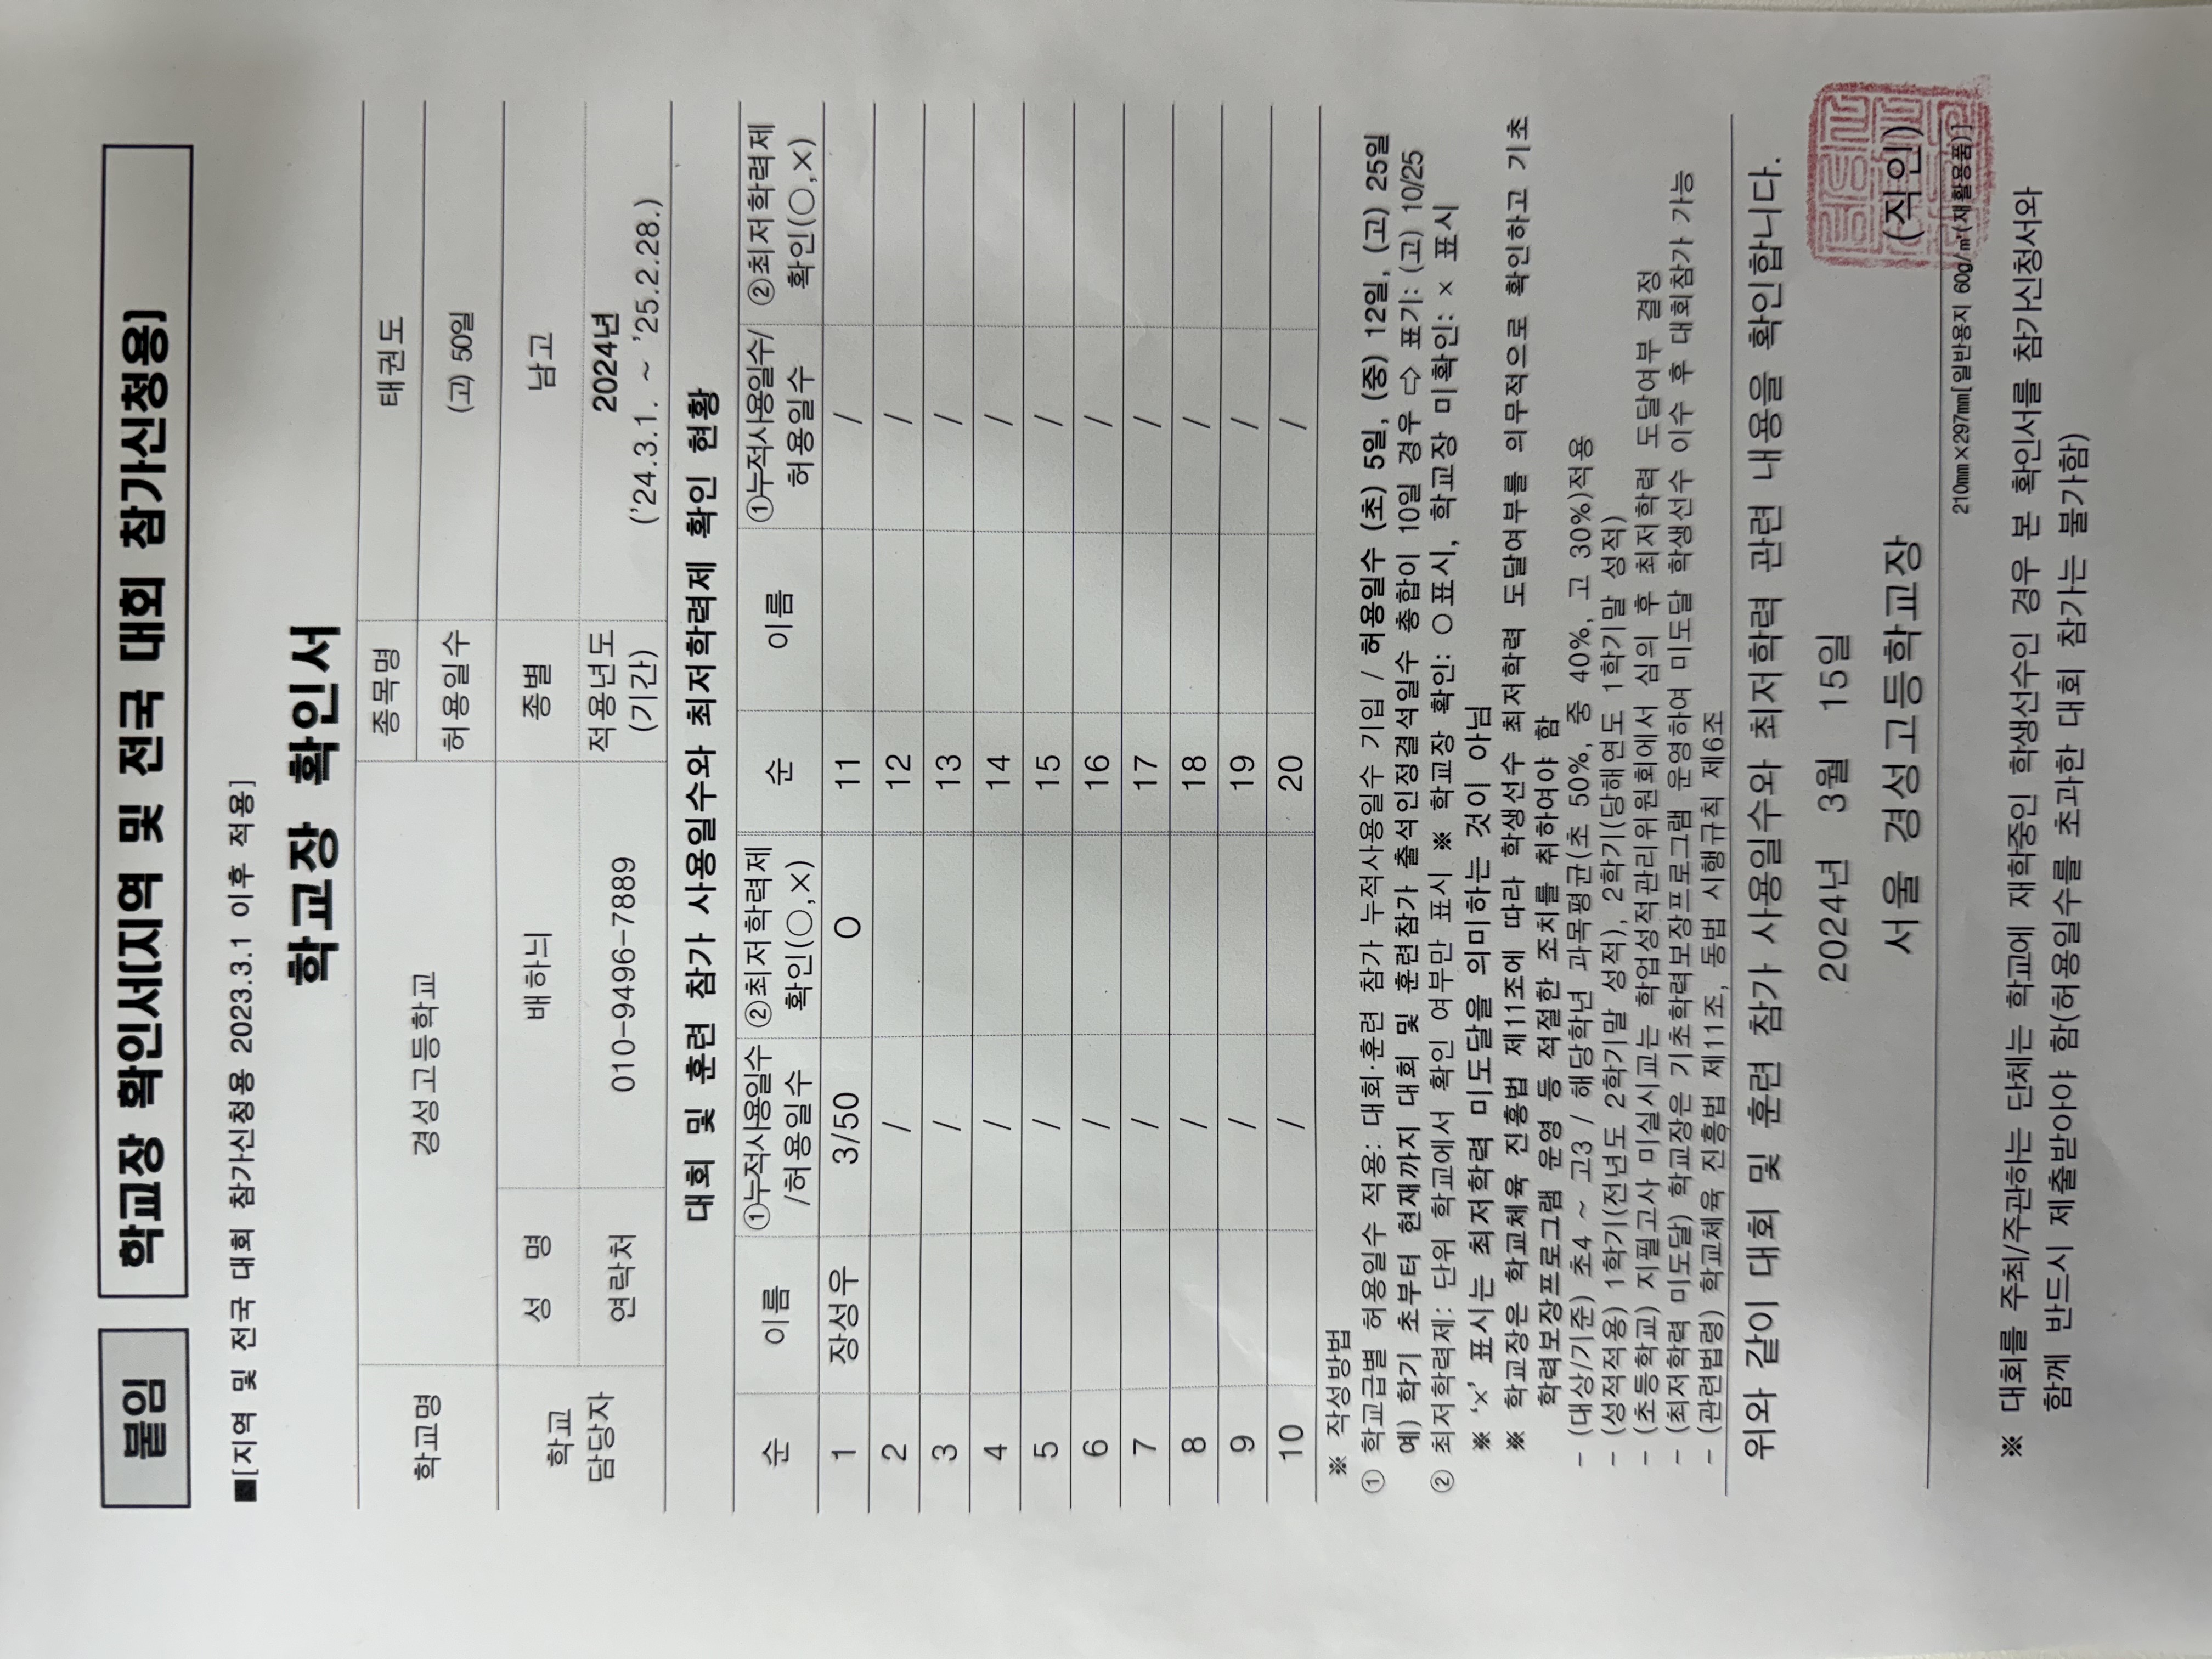 붙임
학교장 확인서(지역 및 전국 대회 참가신청용)
■[지역 및 전국 대회 참가신청용 2023.3.1 이후 적용]
학교장 확인서
학교명 경성고등학교 종목명 태권도
허용일수 (고) 50일
학교 담당자 성 명 배하늬 종별 남고
연락처 010-9496-7889 적용년도 (기간) 2024년
('24.3.1. ~ '25.2.28.)
대회 및 훈련 참가 사용일수와 최저학력제 확인 현황
순 이름 ①누적사용일수/허용일수 ②최저학력제 확인(○,×) 순 이름 ①누적사용일수/허용일수 ②최저학력제 확인(○,×)
1 장성우 3/50 O 11 /
2 / 12 /
3 / 13 /
4 / 14 /
5 / 15 /
6 / 16 /
7 / 17 /
8 / 18 /
9 / 19 /
10 / 20 /
※ 작성방법
① 학교급별 허용일수 적용: 대회·훈련 참가 누적사용일수 기입 / 허용일수 (초) 5일, (중) 12일, (고) 25일
예) 학기 초부터 현재까지 대회 및 훈련참가 출석인정결석일수 총합이 10일 경우 ⇨ 표기: (고) 10/25
② 최저학력제: 단위 학교에서 확인 여부만 표시 ※ 학교장 확인: ○표시, 학교장 미확인: × 표시
※ '×' 표시는 최저학력 미도달을 의미하는 것이 아님
※ 학교장은 학교체육 진흥법 제11조에 따라 학생선수 최저학력 도달여부를 의무적으로 확인하고 기초
학력보장프로그램 운영 등 적절한 조치를 취하여야 함
- (대상/기준) 초4 ~ 고3 / 해당학년 과목평균(초 50%, 중 40%, 고 30%)적용
- (성적적용) 1학기(전년도 2학기말 성적), 2학기(당해연도 1학기말 성적)
- (초등학교) 지필고사 미실시교는 학업성적관리위원회에서 심의 후 최저학력 도달여부 결정
- (최저학력 미도달) 학교장은 기초학력보장프로그램 운영하여 미도달 학생선수 이수 후 대회참가 가능
- (관련법령) 학교체육 진흥법 제11조, 동법 시행규칙 제6조
위와 같이 대회 및 훈련 참가 사용일수와 최저학력 관련 내용을 확인합니다.
2024년 3월 15일
서울 경성고등학교장 (직인)
210mm×297mm[일반용지 60g/㎡(재활용품)]
※ 대회를 주최/주관하는 단체는 학교에 재학중인 학생선수인 경우 본 확인서를 참가신청서와
함께 반드시 제출받아야 함(허용일수를 초과한 대회 참가는 불가함)